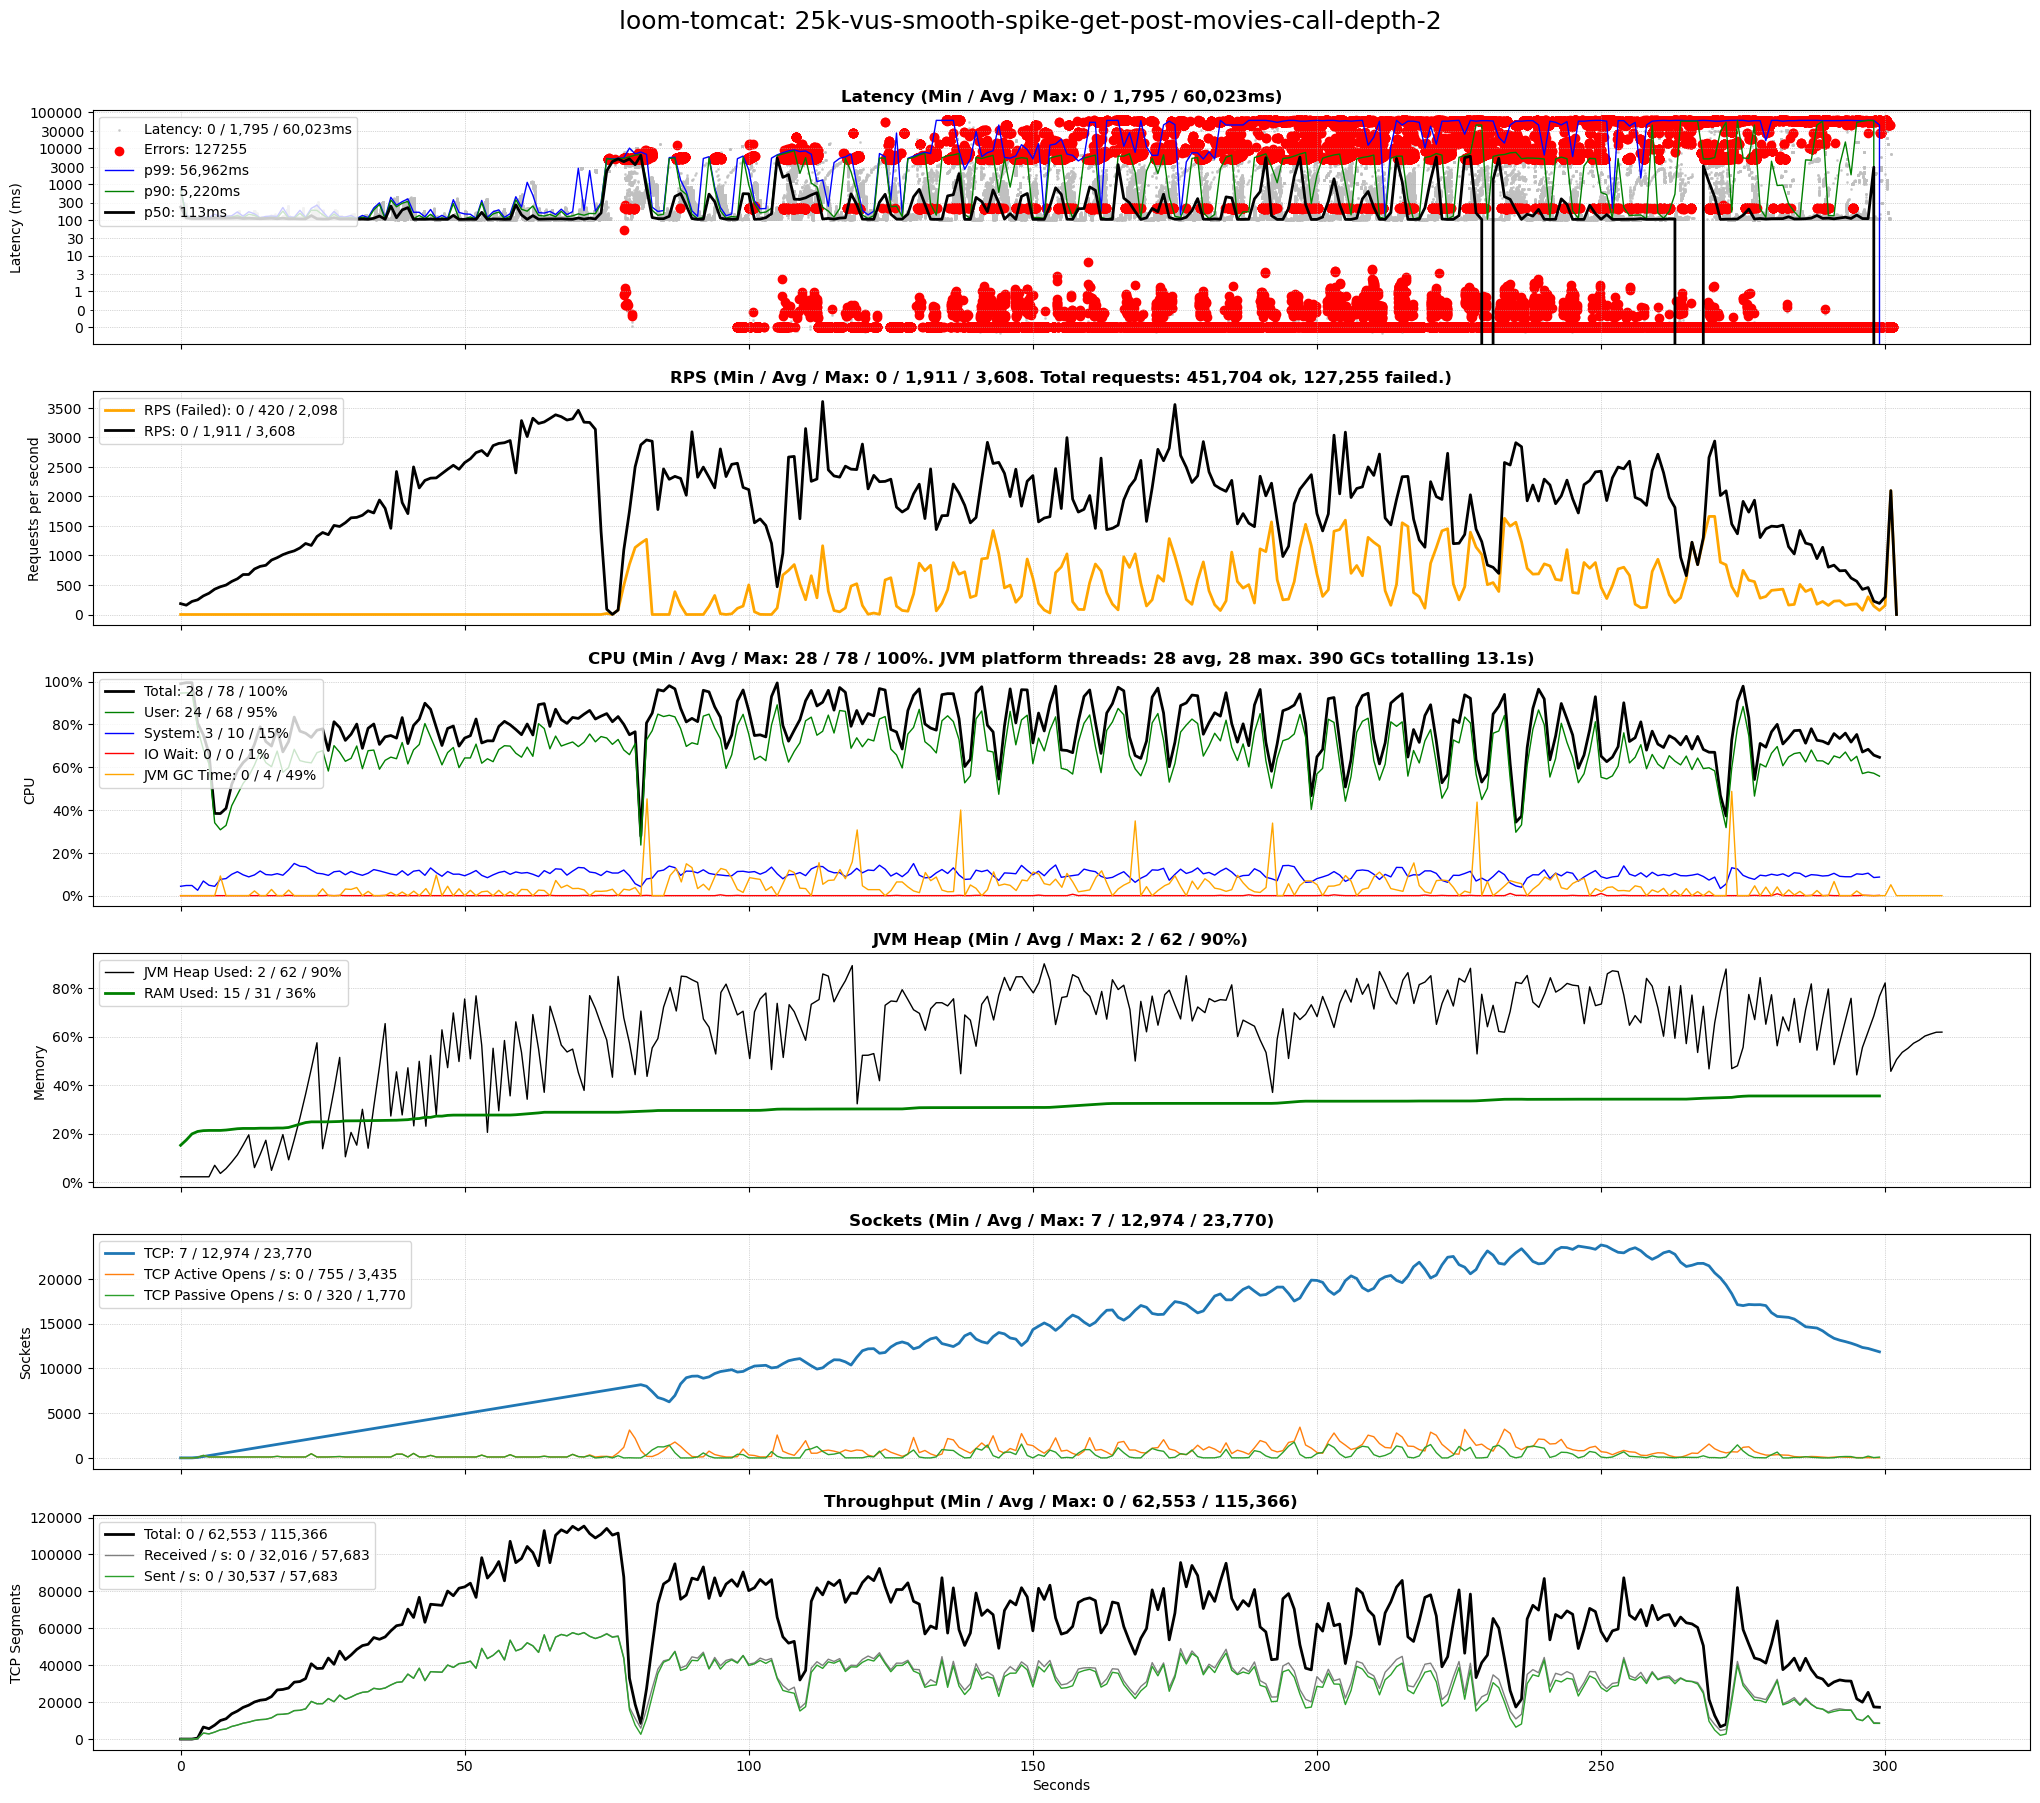 loom-tomcat: 25k-vus-smooth-spike-get-post-movies-call-depth-2
Latency (Min / Avg / Max: 0 / 1,795 / 60,023ms)
Latency (ms)
100000
30000
10000
3000
1000
300
100
30
10
3
1
0
0
Latency: 0 / 1,795 / 60,023ms
Errors: 127255
p99: 56,962ms
p90: 5,220ms
p50: 113ms
RPS (Min / Avg / Max: 0 / 1,911 / 3,608. Total requests: 451,704 ok, 127,255 failed.)
Requests per second
3500
3000
2500
2000
1500
1000
500
0
RPS (Failed): 0 / 420 / 2,098
RPS: 0 / 1,911 / 3,608
CPU (Min / Avg / Max: 28 / 78 / 100%. JVM platform threads: 28 avg, 28 max. 390 GCs totalling 13.1s)
CPU
100%
80%
60%
40%
20%
0%
Total: 28 / 78 / 100%
User: 24 / 68 / 95%
System: 3 / 10 / 15%
IO Wait: 0 / 0 / 1%
JVM GC Time: 0 / 4 / 49%
JVM Heap (Min / Avg / Max: 2 / 62 / 90%)
Memory
80%
60%
40%
20%
0%
JVM Heap Used: 2 / 62 / 90%
RAM Used: 15 / 31 / 36%
Sockets (Min / Avg / Max: 7 / 12,974 / 23,770)
Sockets
20000
15000
10000
5000
0
TCP: 7 / 12,974 / 23,770
TCP Active Opens / s: 0 / 755 / 3,435
TCP Passive Opens / s: 0 / 320 / 1,770
Throughput (Min / Avg / Max: 0 / 62,553 / 115,366)
TCP Segments
120000
100000
80000
60000
40000
20000
0
Total: 0 / 62,553 / 115,366
Received / s: 0 / 32,016 / 57,683
Sent / s: 0 / 30,537 / 57,683
0 50 100 150 200 250 300
Seconds